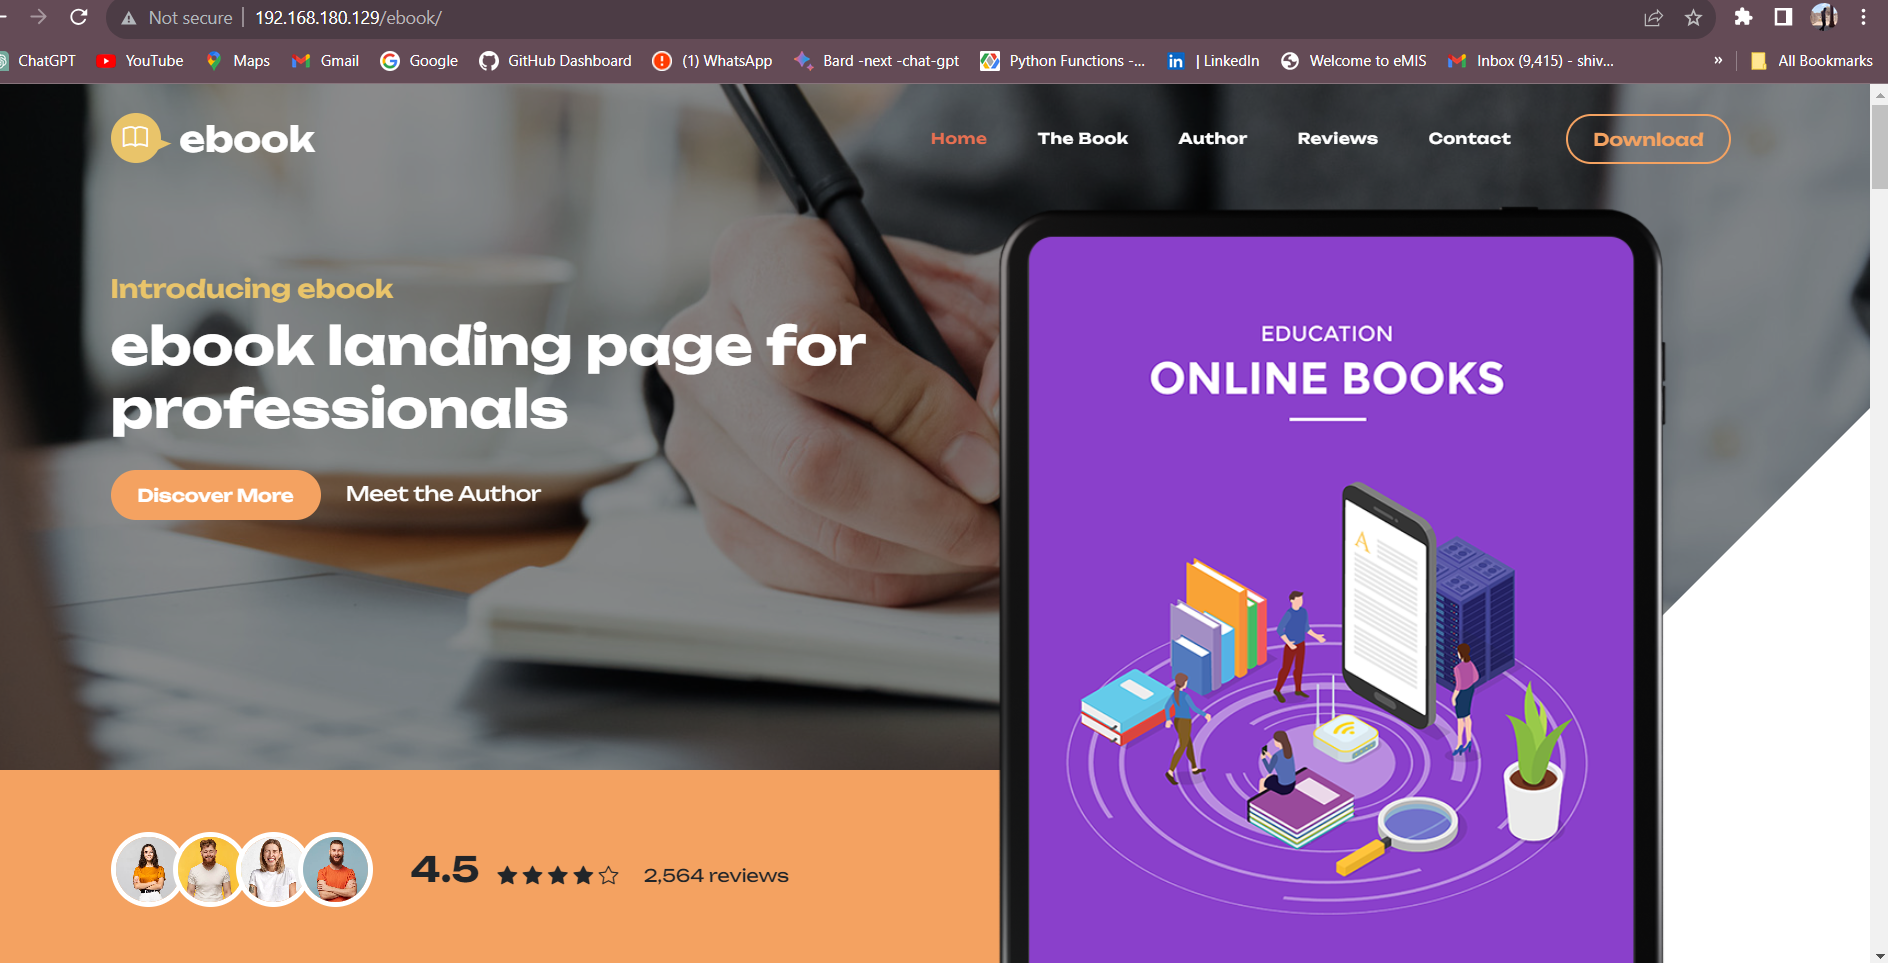 Not secure | 192.168.180.129/ebook/
ChatGPT YouTube Maps Gmail Google GitHub Dashboard (1) WhatsApp Bard -next -chat-gpt Python Functions -... | LinkedIn Welcome to eMIS Inbox (9,415) - shiv... » All Bookmarks
ebook Home The Book Author Reviews Contact Download
Introducing ebook
ebook landing page for
professionals
Discover More Meet the Author
EDUCATION
ONLINE BOOKS
A
4.5 2,564 reviews